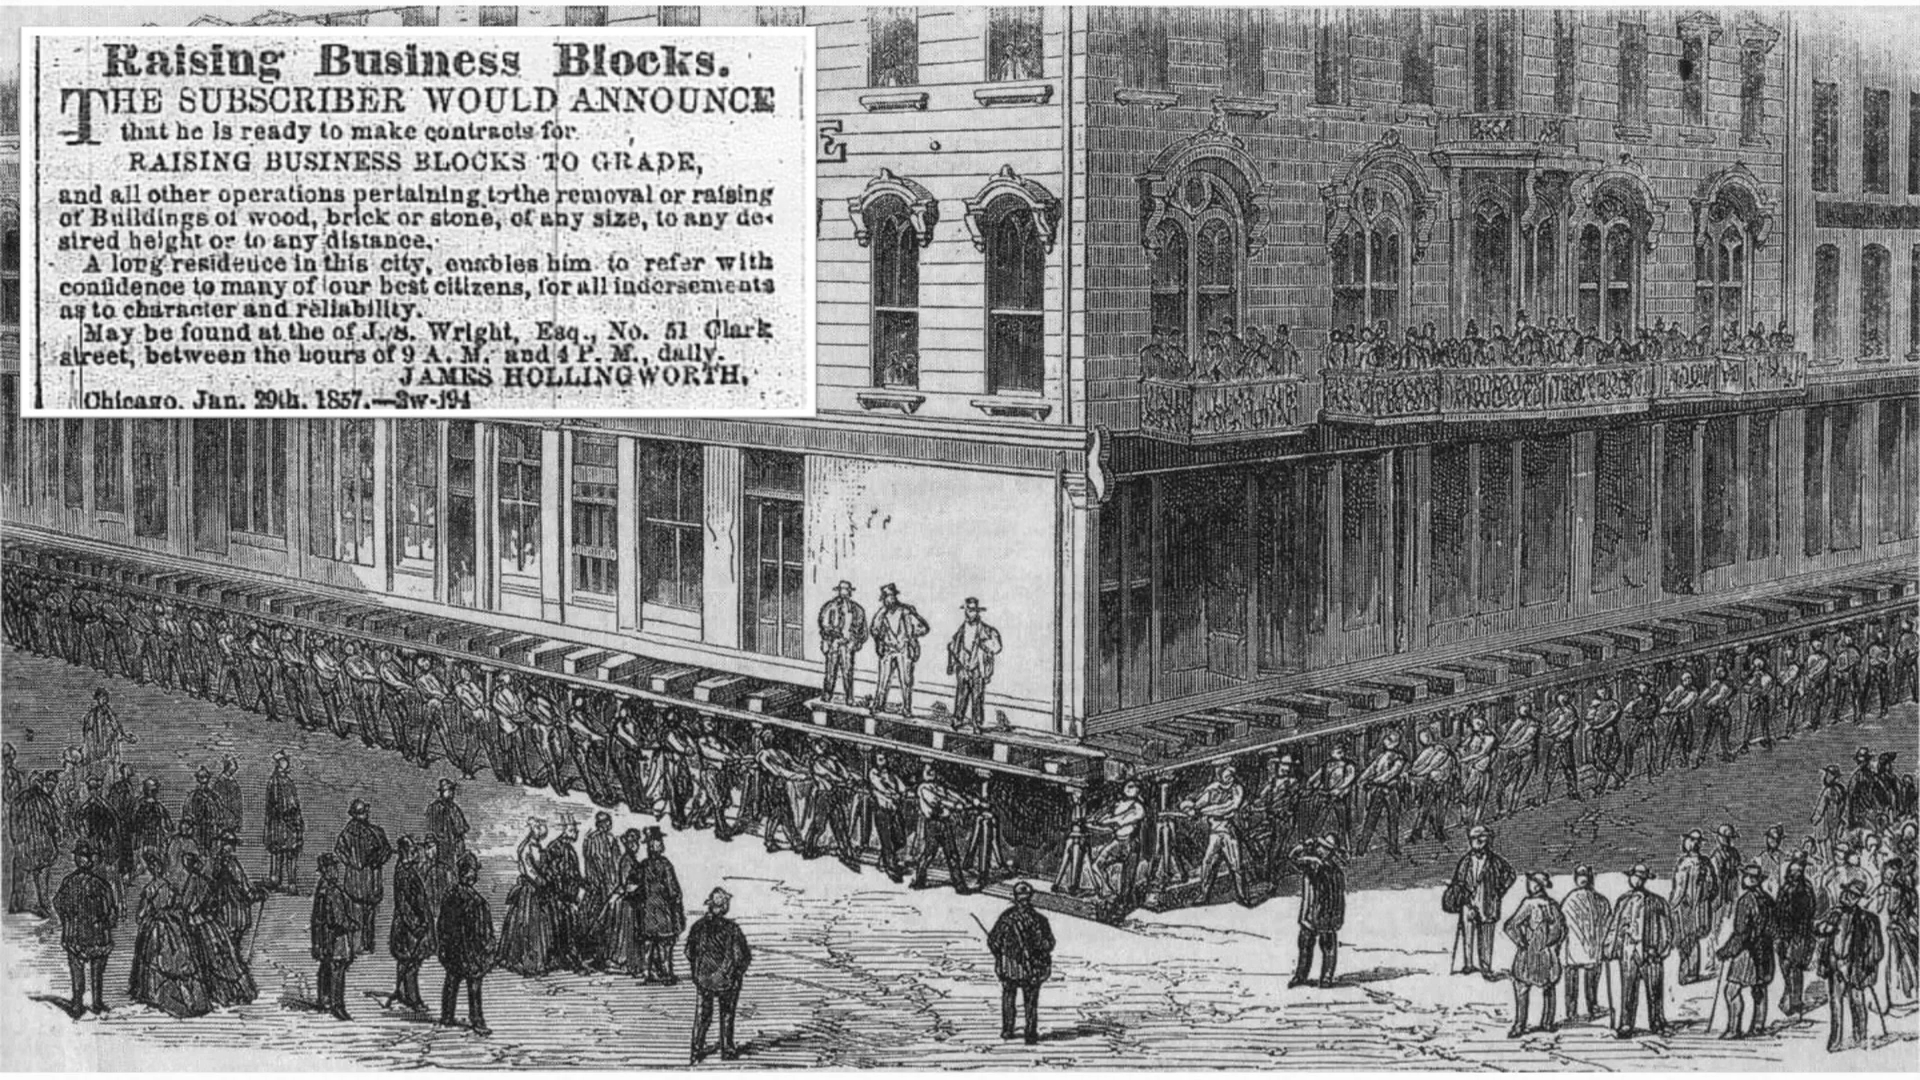 Raising Business Blocks.
THE SUBSCRIBER WOULD ANNOUNCE
that he is ready to make contracts for
RAISING BUSINESS BLOCKS TO GRADE,
and all other operations pertaining to the removal or raising
of Buildings of wood, brick or stone, of any size, to any de-
sired height or to any distance.
A long residence in this city, enables him to refer with
confidence to many of our best citizens, for all indorsements
as to character and reliability.
May be found at the of J. S. Wright, Esq., No. 51 Clark
street, between the hours of 9 A. M. and 4 P. M., daily.
JAMES HOLLINGWORTH.
Chicago, Jan. 29th, 1857.—2w-194
E